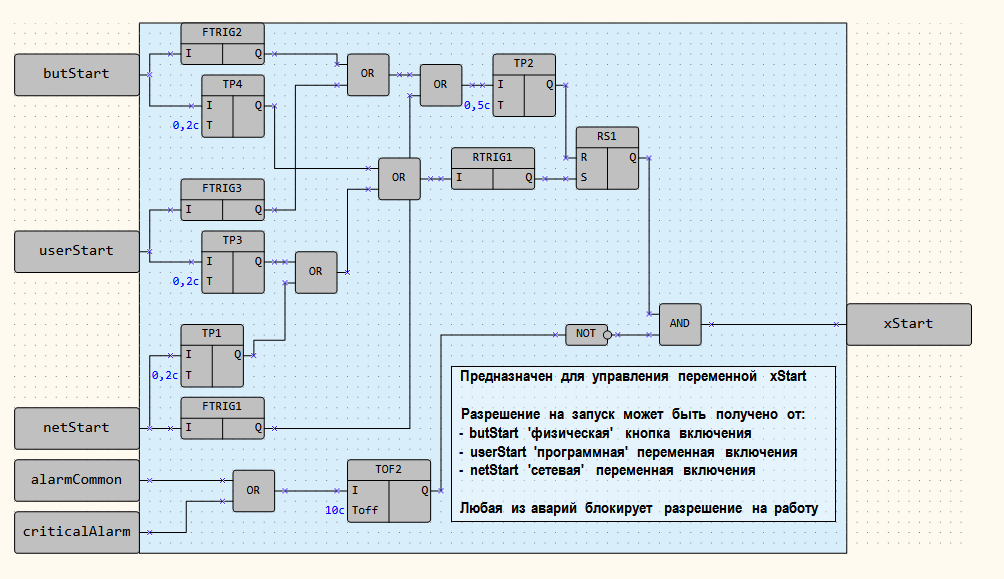 FTRIG2
I Q
butStart
OR
TP4
I Q
0,2с T
OR
TP2
I Q
0,5с T
RS1
R Q
S
OR
RTRIG1
I Q
FTRIG3
I Q
userStart
TP3
I Q
0,2с T
OR
TP1
I Q
0,2с T
NOT
AND
xStart
FTRIG1
I Q
netStart
alarmCommon
criticalAlarm
OR
TOF2
I Q
10с Toff
Предназначен для управления переменной xStart
Разрешение на запуск может быть получено от:
- butStart 'физическая' кнопка включения
- userStart 'программная' переменная включения
- netStart 'сетевая' переменная включения
Любая из аварий блокирует разрешение на работу